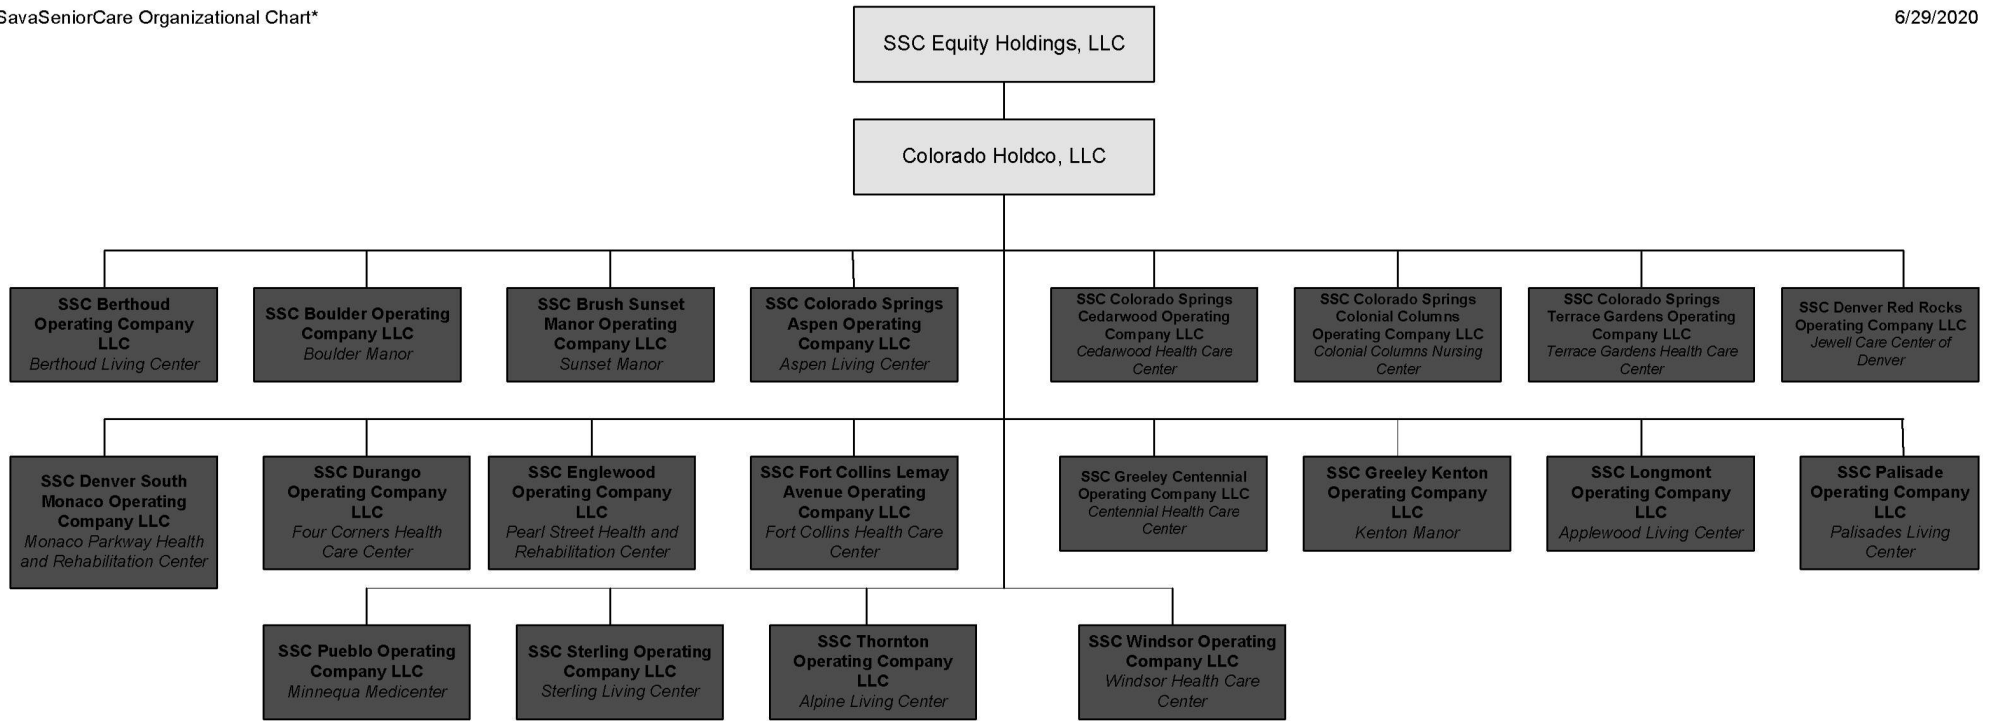 SavaSeniorCare Organizational Chart*
6/29/2020
SSC Equity Holdings, LLC
Colorado Holdco, LLC
SSC Berthoud
Operating Company
LLC
Berthoud Living Center
SSC Boulder Operating
Company LLC
Boulder Manor
SSC Brush Sunset
Manor Operating
Company LLC
Sunset Manor
SSC Colorado Springs
Aspen Operating
Company LLC
Aspen Living Center
SSC Colorado Springs
Cedarwood Operating
Company LLC
Cedarwood Health Care
Center
SSC Colorado Springs
Colonial Columns
Operating Company LLC
Colonial Columns Nursing
Center
SSC Colorado Springs
Terrace Gardens Operating
Company LLC
Terrace Gardens Health Care
Center
SSC Denver Red Rocks
Operating Company LLC
Jewell Care Center of
Denver
SSC Denver South
Monaco Operating
Company LLC
Monaco Parkway Health
and Rehabilitation Center
SSC Durango
Operating Company
LLC
Four Corners Health
Care Center
SSC Englewood
Operating Company
LLC
Pearl Street Health and
Rehabilitation Center
SSC Fort Collins Lemay
Avenue Operating
Company LLC
Fort Collins Health Care
Center
SSC Greeley Centennial
Operating Company LLC
Centennial Health Care
Center
SSC Greeley Kenton
Operating Company
LLC
Kenton Manor
SSC Longmont
Operating Company
LLC
Applewood Living Center
SSC Palisade
Operating Company
LLC
Palisades Living
Center
SSC Pueblo Operating
Company LLC
Minnequa Medicenter
SSC Sterling Operating
Company LLC
Sterling Living Center
SSC Thornton
Operating Company
LLC
Alpine Living Center
SSC Windsor Operating
Company LLC
Windsor Health Care
Center